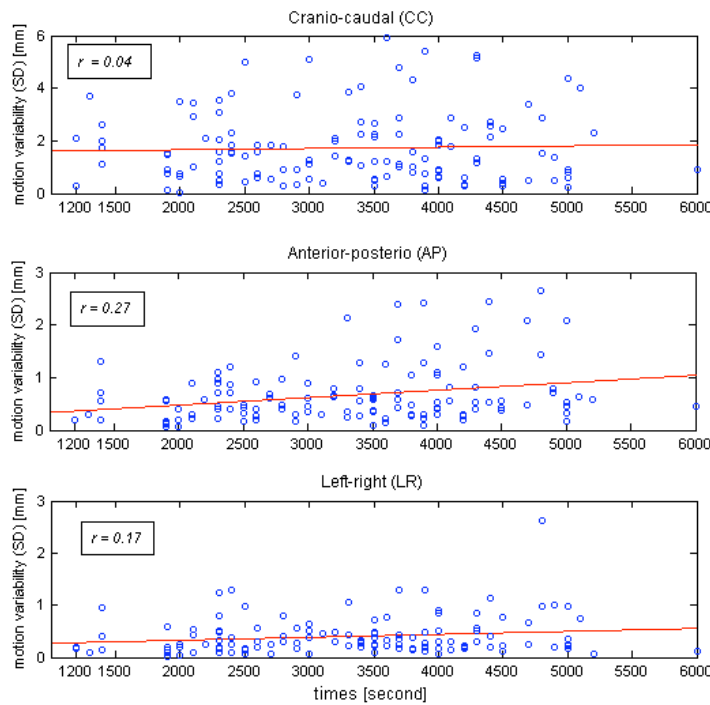 Cranio-caudal (CC)
motion variability (SD) [mm]
6
4
2
0
r = 0.04
1200 1500 2000 2500 3000 3500 4000 4500 5000 5500 6000
Anterior-posterio (AP)
motion variability (SD) [mm]
3
2
1
0
r = 0.27
1200 1500 2000 2500 3000 3500 4000 4500 5000 5500 6000
Left-right (LR)
motion variability (SD) [mm]
3
2
1
0
r = 0.17
1200 1500 2000 2500 3000 3500 4000 4500 5000 5500 6000
times [second]